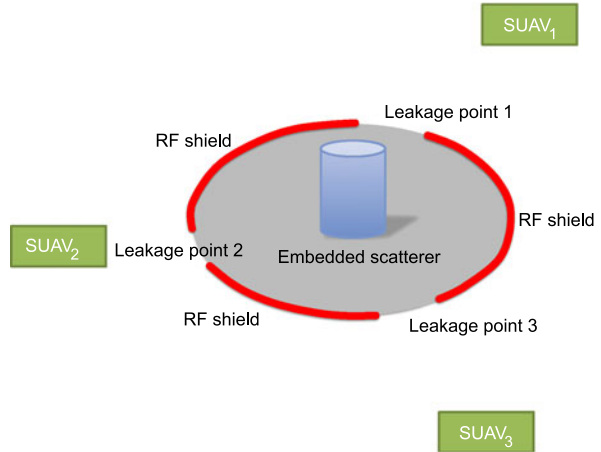 SUAV1
Leakage point 1
RF shield
RF shield
SUAV2
Leakage point 2
Embedded scatterer
RF shield
Leakage point 3
SUAV3